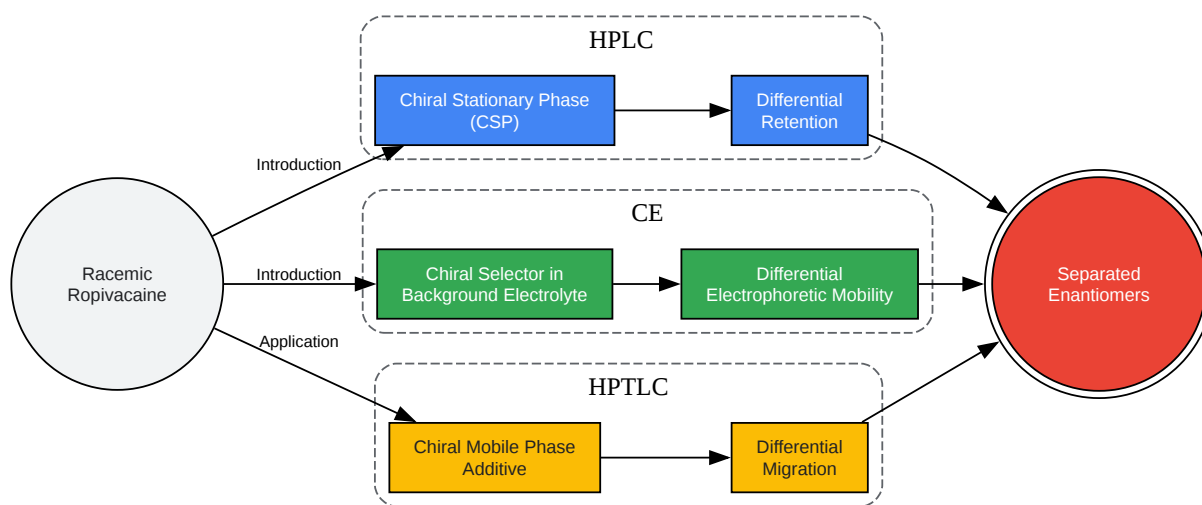 HPLC
Chiral Stationary Phase
(CSP)
Differential
Retention
Introduction
CE
Racemic
Ropivacaine
Introduction
Chiral Selector in
Background Electrolyte
Differential
Electrophoretic Mobility
Separated
Enantiomers
Application
HPTLC
Chiral Mobile Phase
Additive
Differential
Migration